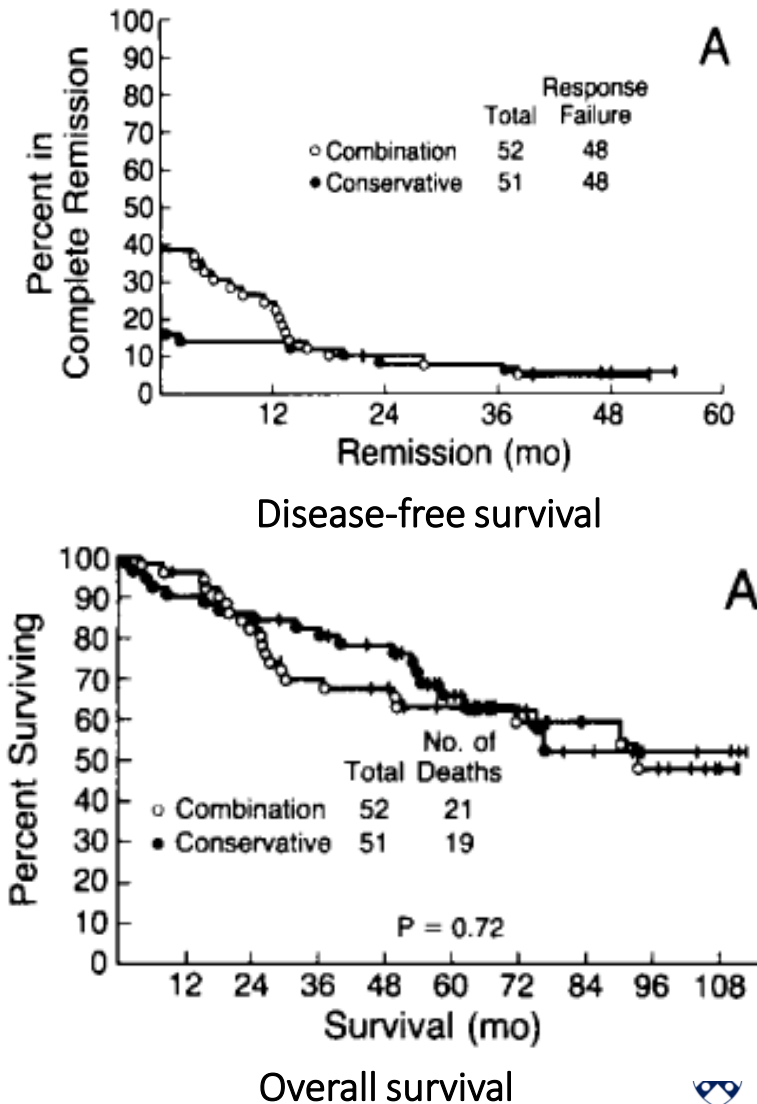 A
100
90
80
70
60
50
40
30
20
10
0
Percent in
Complete Remission
Response
Total Failure
Combination 52 48
Conservative 51 48
12 24 36 48 60
Remission (mo)
Disease-free survival
A
100
90
80
70
60
50
40
30
20
10
0
Percent Surviving
No. of
Total Deaths
Combination 52 21
Conservative 51 19
P = 0.72
12 24 36 48 60 72 84 96 108
Survival (mo)
Overall survival